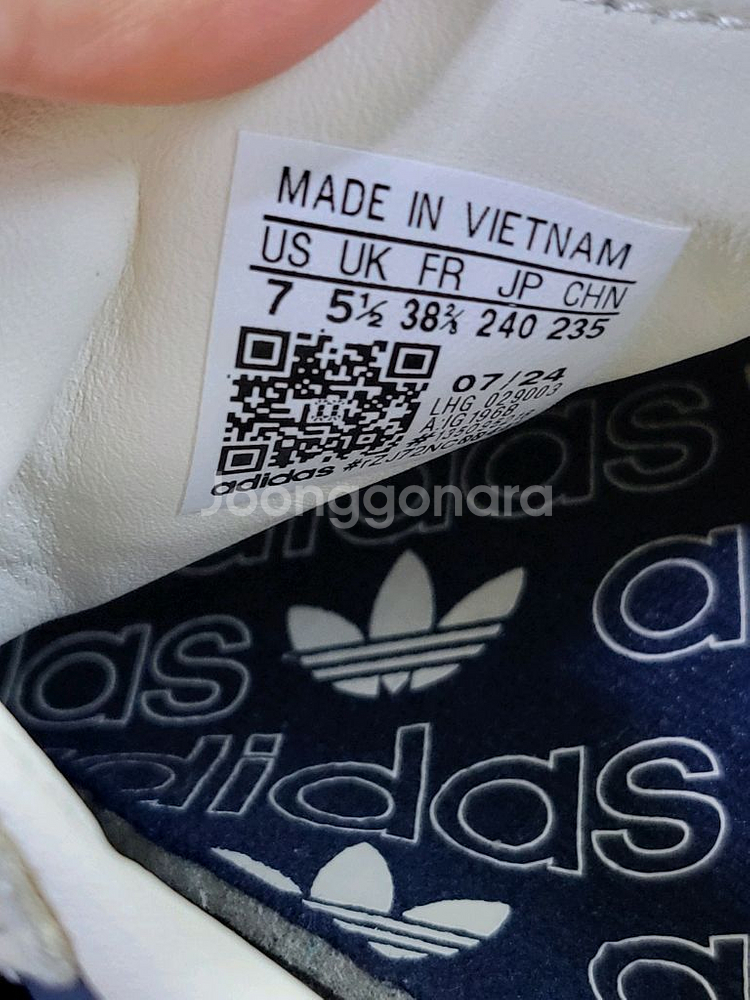 MADE IN VIETNAM
US UK FR JP CHN
7 5½ 38⅔ 240 235
07/24
LHG 029003
adidas
Joonggonara
adidas
as
adidas